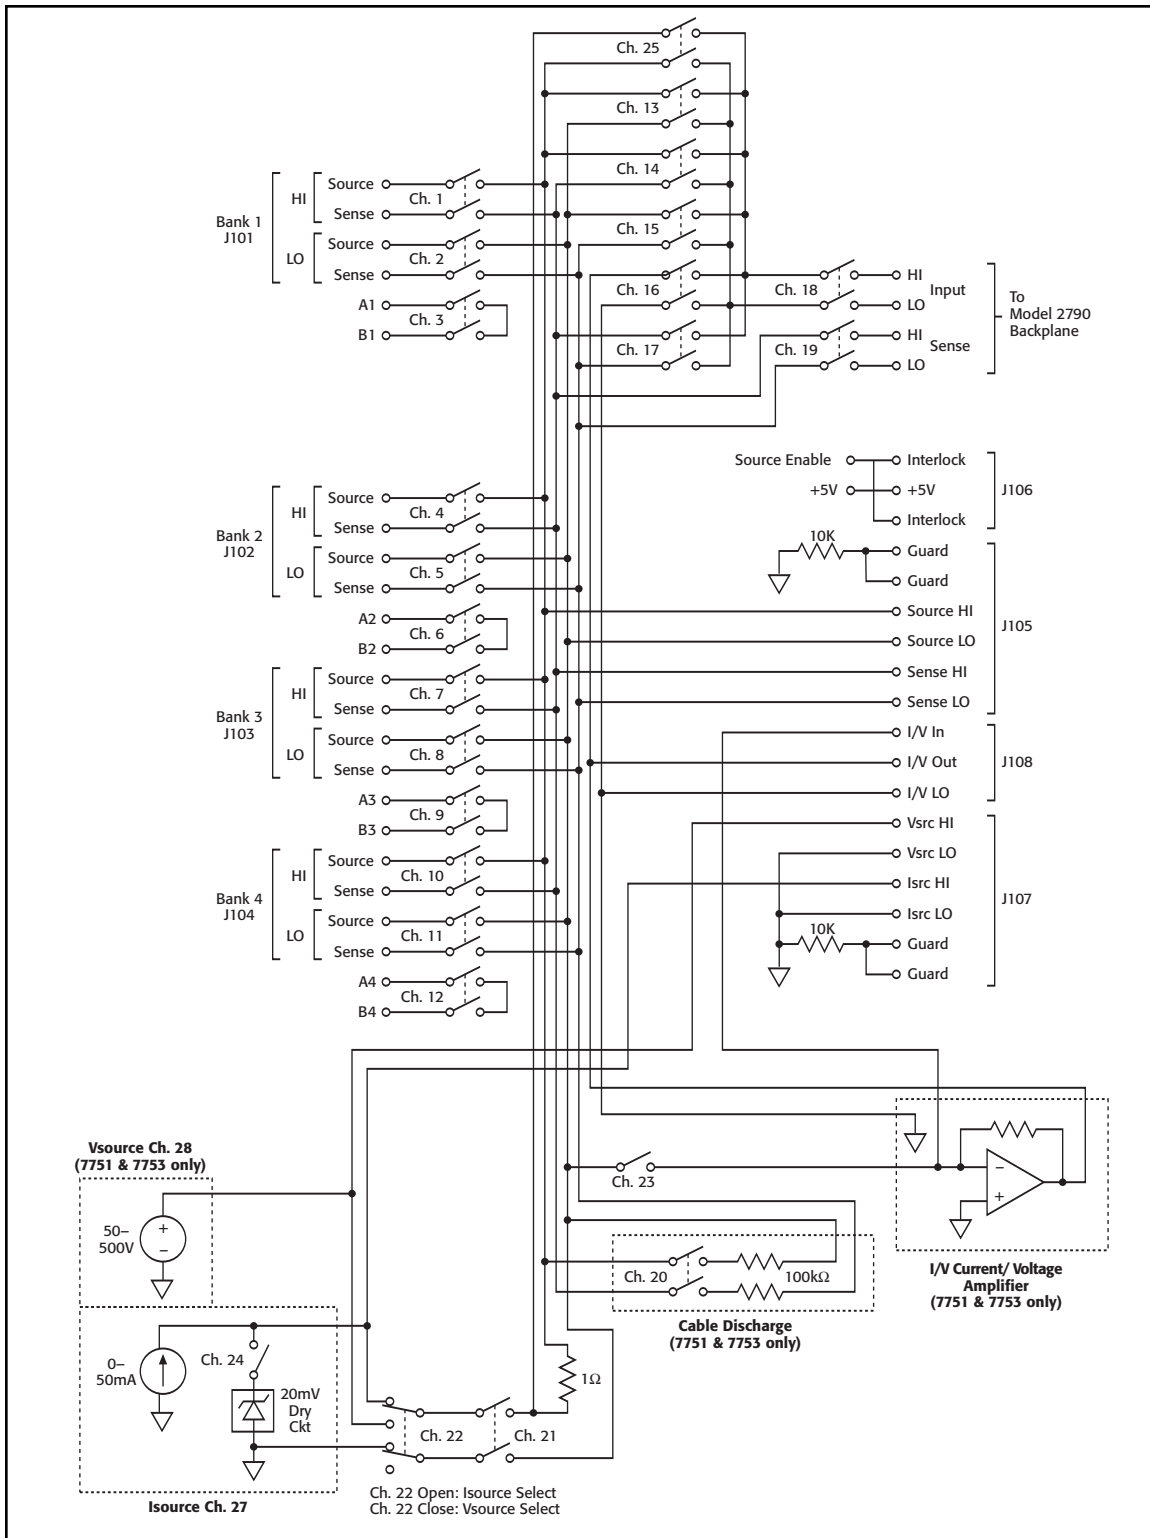 Ch. 25
Ch. 13
Ch. 14
Ch. 15
Ch. 16
Ch. 17
Bank 1
J101
HI
Source
Sense
Ch. 1
LO
Source
Sense
Ch. 2
A1
B1
Ch. 3
Ch. 18
Ch. 19
HI
Input
LO
HI
Sense
LO
To
Model 2790
Backplane
Bank 2
J102
HI
Source
Sense
Ch. 4
LO
Source
Sense
Ch. 5
A2
B2
Ch. 6
Bank 3
J103
HI
Source
Sense
Ch. 7
LO
Source
Sense
Ch. 8
A3
B3
Ch. 9
Bank 4
J104
HI
Source
Sense
Ch. 10
LO
Source
Sense
Ch. 11
A4
B4
Ch. 12
Source Enable
Interlock
+5V
+5V
Interlock
J106
10K
Guard
Guard
Source HI
Source LO
Sense HI
Sense LO
J105
I/V In
I/V Out
I/V LO
J108
Vsrc HI
Vsrc LO
Isrc HI
Isrc LO
10K
Guard
Guard
J107
Vsource Ch. 28
(7751 & 7753 only)
50–
500V
+
−
0–
50mA
Ch. 24
20mV
Dry
Ckt
Isource Ch. 27
Ch. 22
Ch. 21
Ch. 22 Open: Isource Select
Ch. 22 Close: Vsource Select
1Ω
Ch. 23
Ch. 20
100kΩ
Cable Discharge
(7751 & 7753 only)
−
+
I/V Current/ Voltage
Amplifier
(7751 & 7753 only)